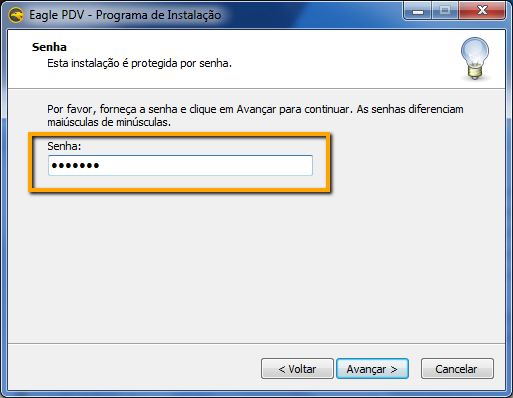 Eagle PDV - Programa de Instalação
Senha
Esta instalação é protegida por senha.
Por favor, forneça a senha e clique em Avançar para continuar. As senhas diferenciam
maiúsculas de minúsculas.
Senha:
•••••••
< Voltar
Avançar >
Cancelar